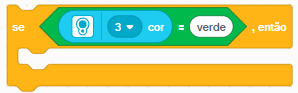 se 3 cor = verde , então